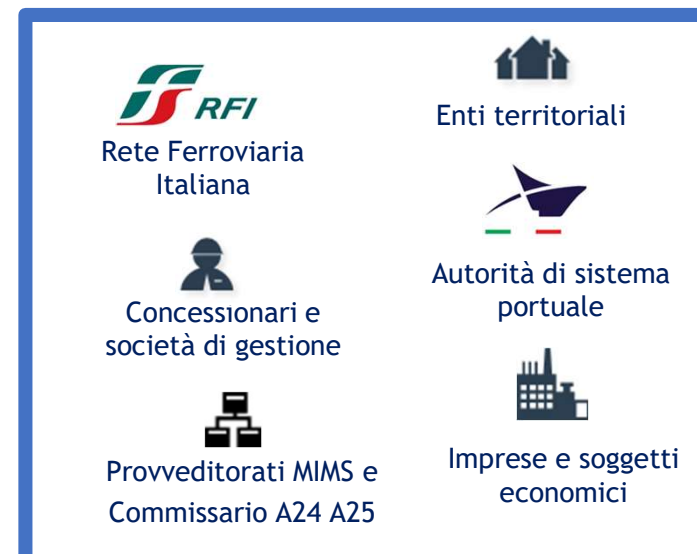 RFI
Rete Ferroviaria
Italiana
Concessionari e
società di gestione
Provveditorati MIMS e
Commissario A24 A25
Enti territoriali
Autorità di sistema
portuale
Imprese e soggetti
economici